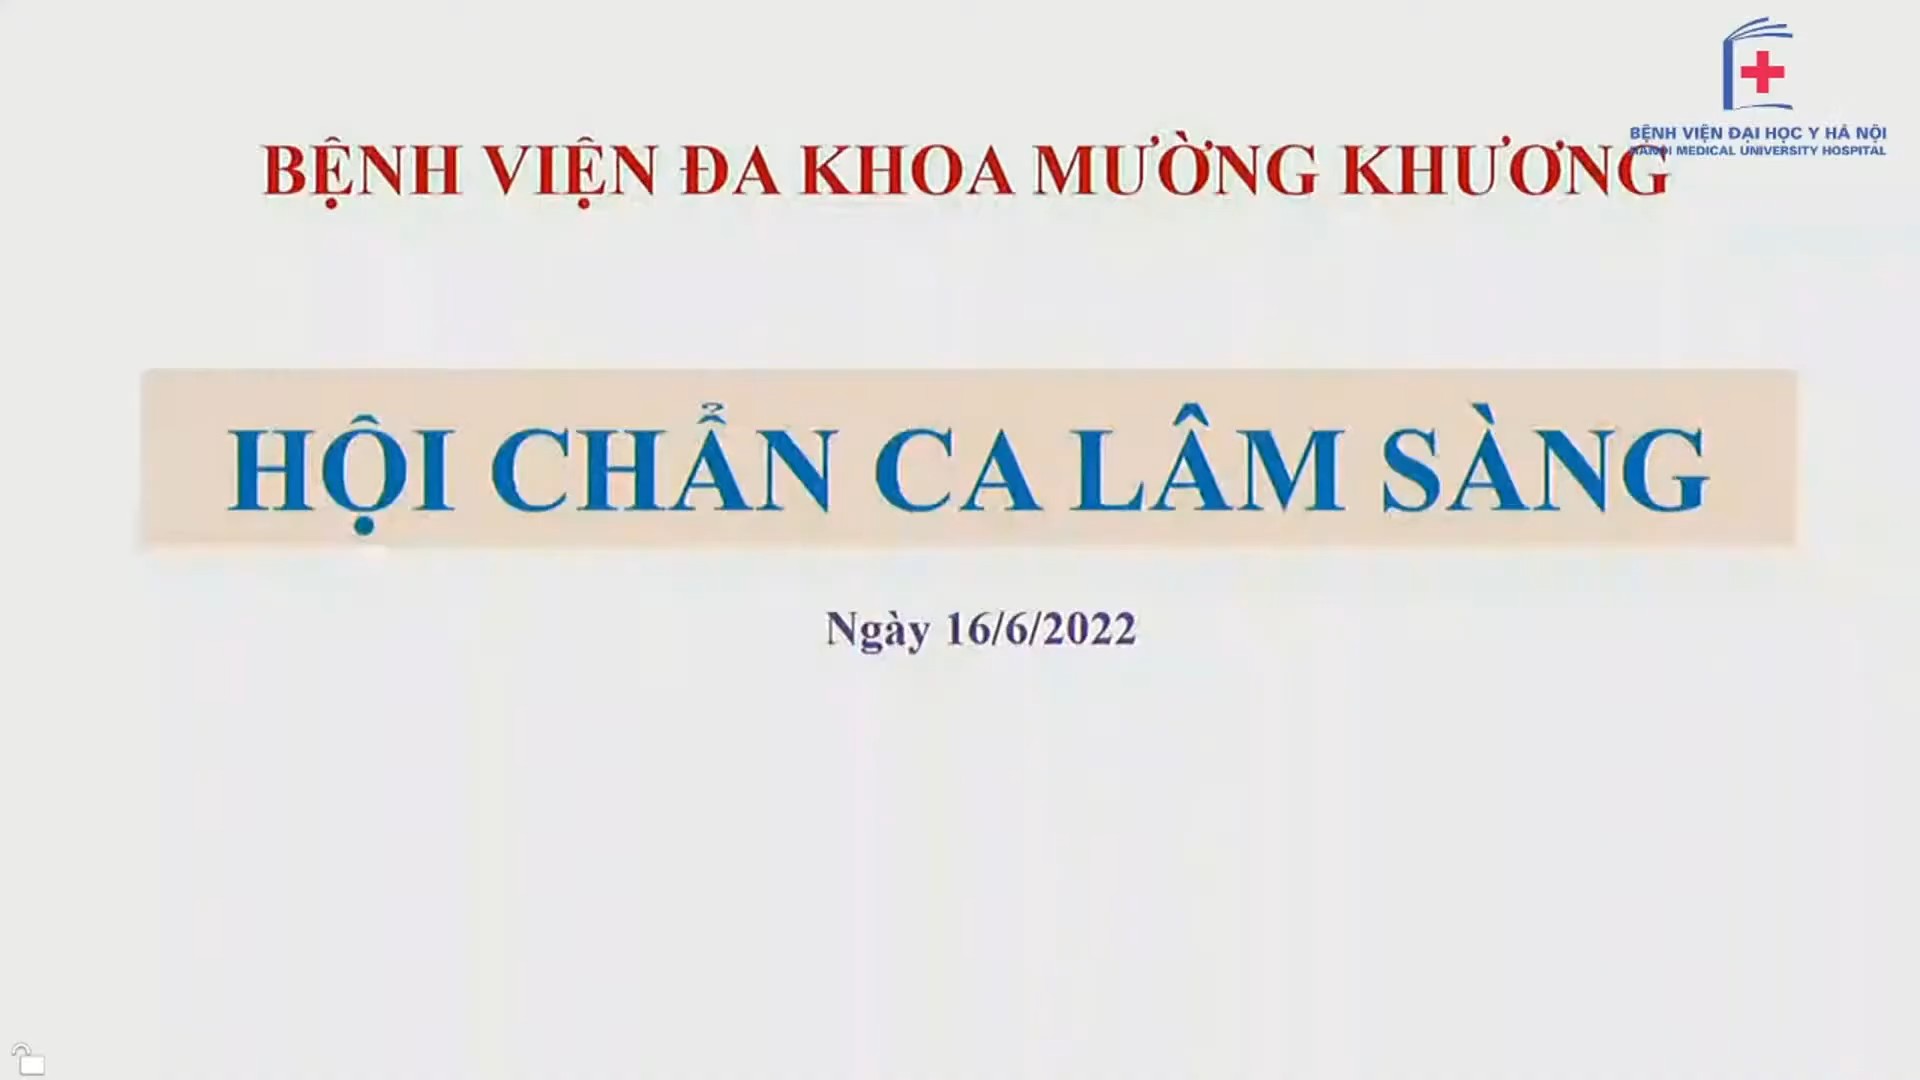 BỆNH VIỆN ĐẠI HỌC Y HÀ NỘI
HANOI MEDICAL UNIVERSITY HOSPITAL
BỆNH VIỆN ĐA KHOA MƯỜNG KHƯƠNG
HỘI CHẨN CA LÂM SÀNG
Ngày 16/6/2022